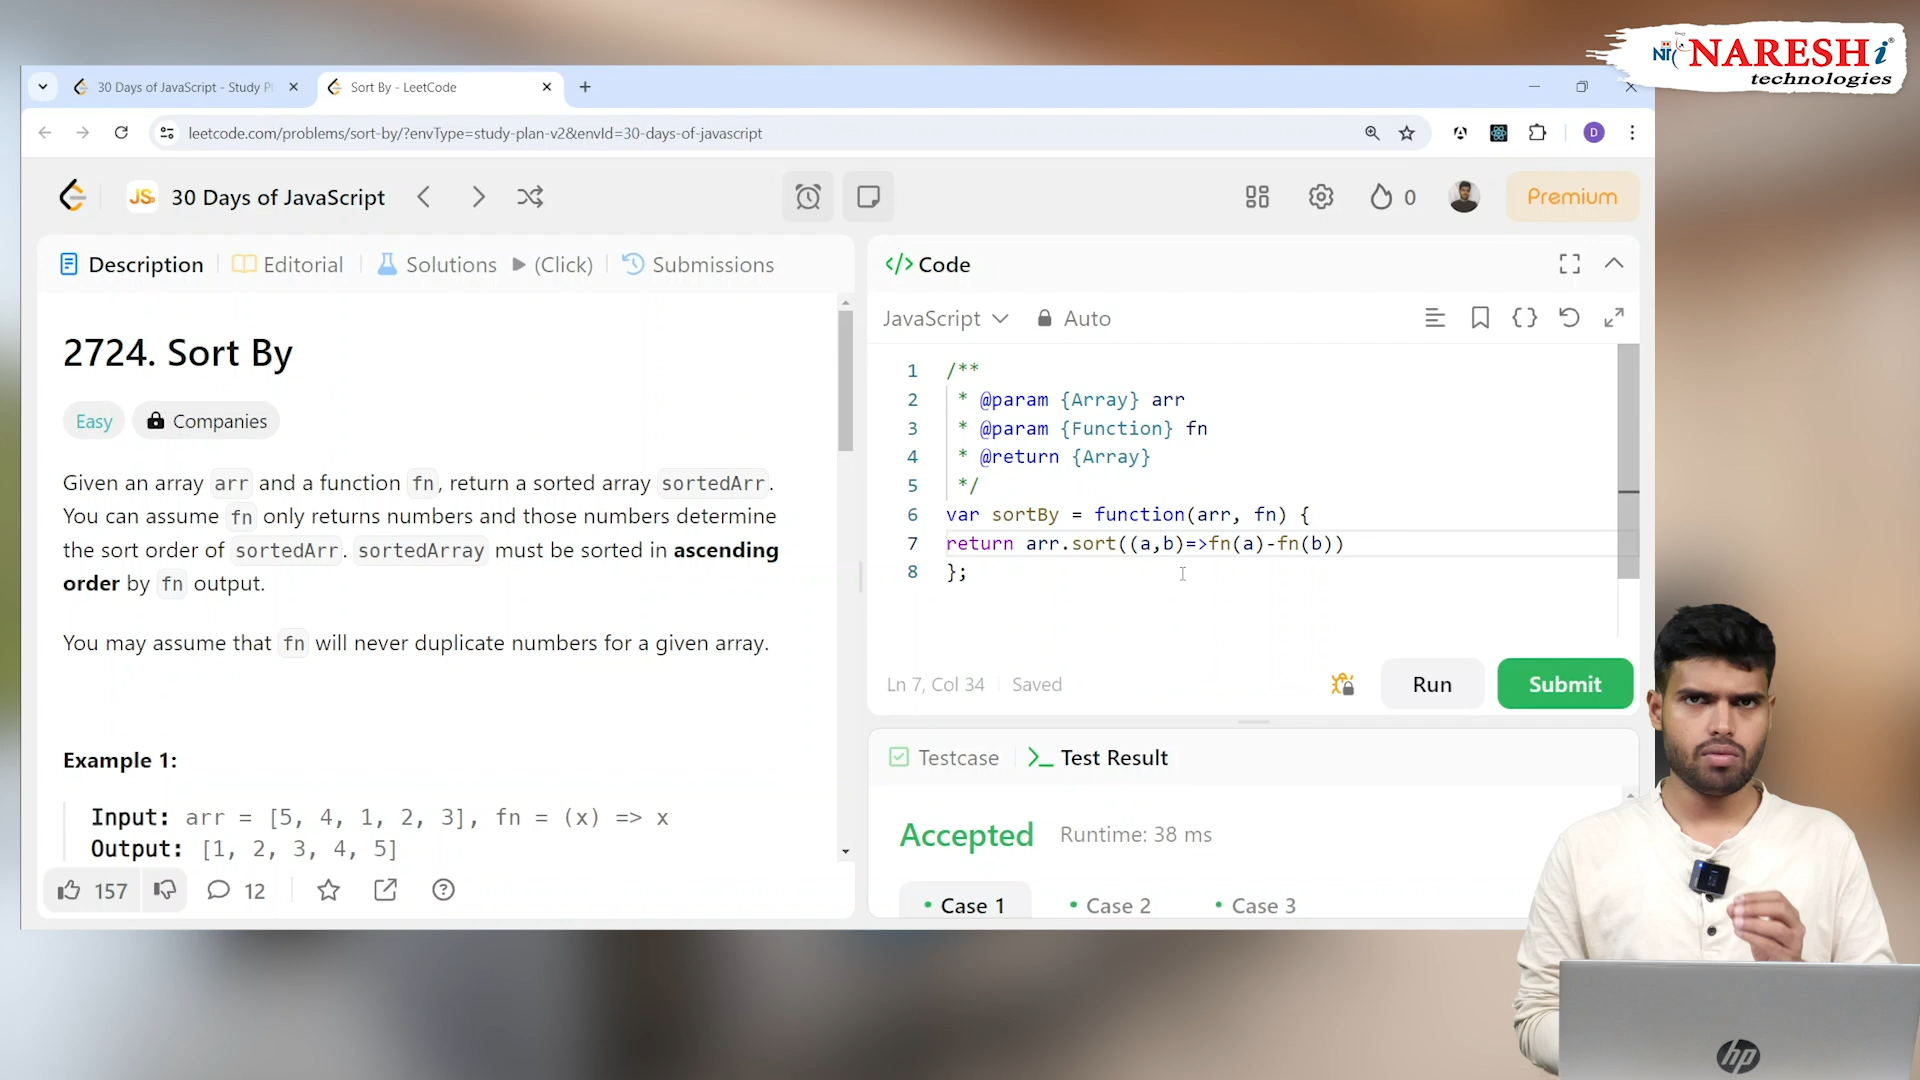 NARESH i
technologies
30 Days of JavaScript - Study Pl
Sort By - LeetCode
leetcode.com/problems/sort-by/?envType=study-plan-v2&envId=30-days-of-javascript
D
JS 30 Days of JavaScript
0
Premium
Description
Editorial
Solutions
(Click)
Submissions
2724. Sort By
Easy
Companies
Given an array arr and a function fn, return a sorted array sortedArr.
You can assume fn only returns numbers and those numbers determine
the sort order of sortedArr. sortedArray must be sorted in ascending
order by fn output.
You may assume that fn will never duplicate numbers for a given array.
Example 1:
Input: arr = [5, 4, 1, 2, 3], fn = (x) => x
Output: [1, 2, 3, 4, 5]
157
12
</> Code
JavaScript
Auto
1 /**
2 * @param {Array} arr
3 * @param {Function} fn
4 * @return {Array}
5 */
6 var sortBy = function(arr, fn) {
7 return arr.sort((a,b)=>fn(a)-fn(b))
8 };
Ln 7, Col 34
Saved
Run
Submit
Testcase
>_ Test Result
Accepted
Runtime: 38 ms
• Case 1
• Case 2
• Case 3
hp